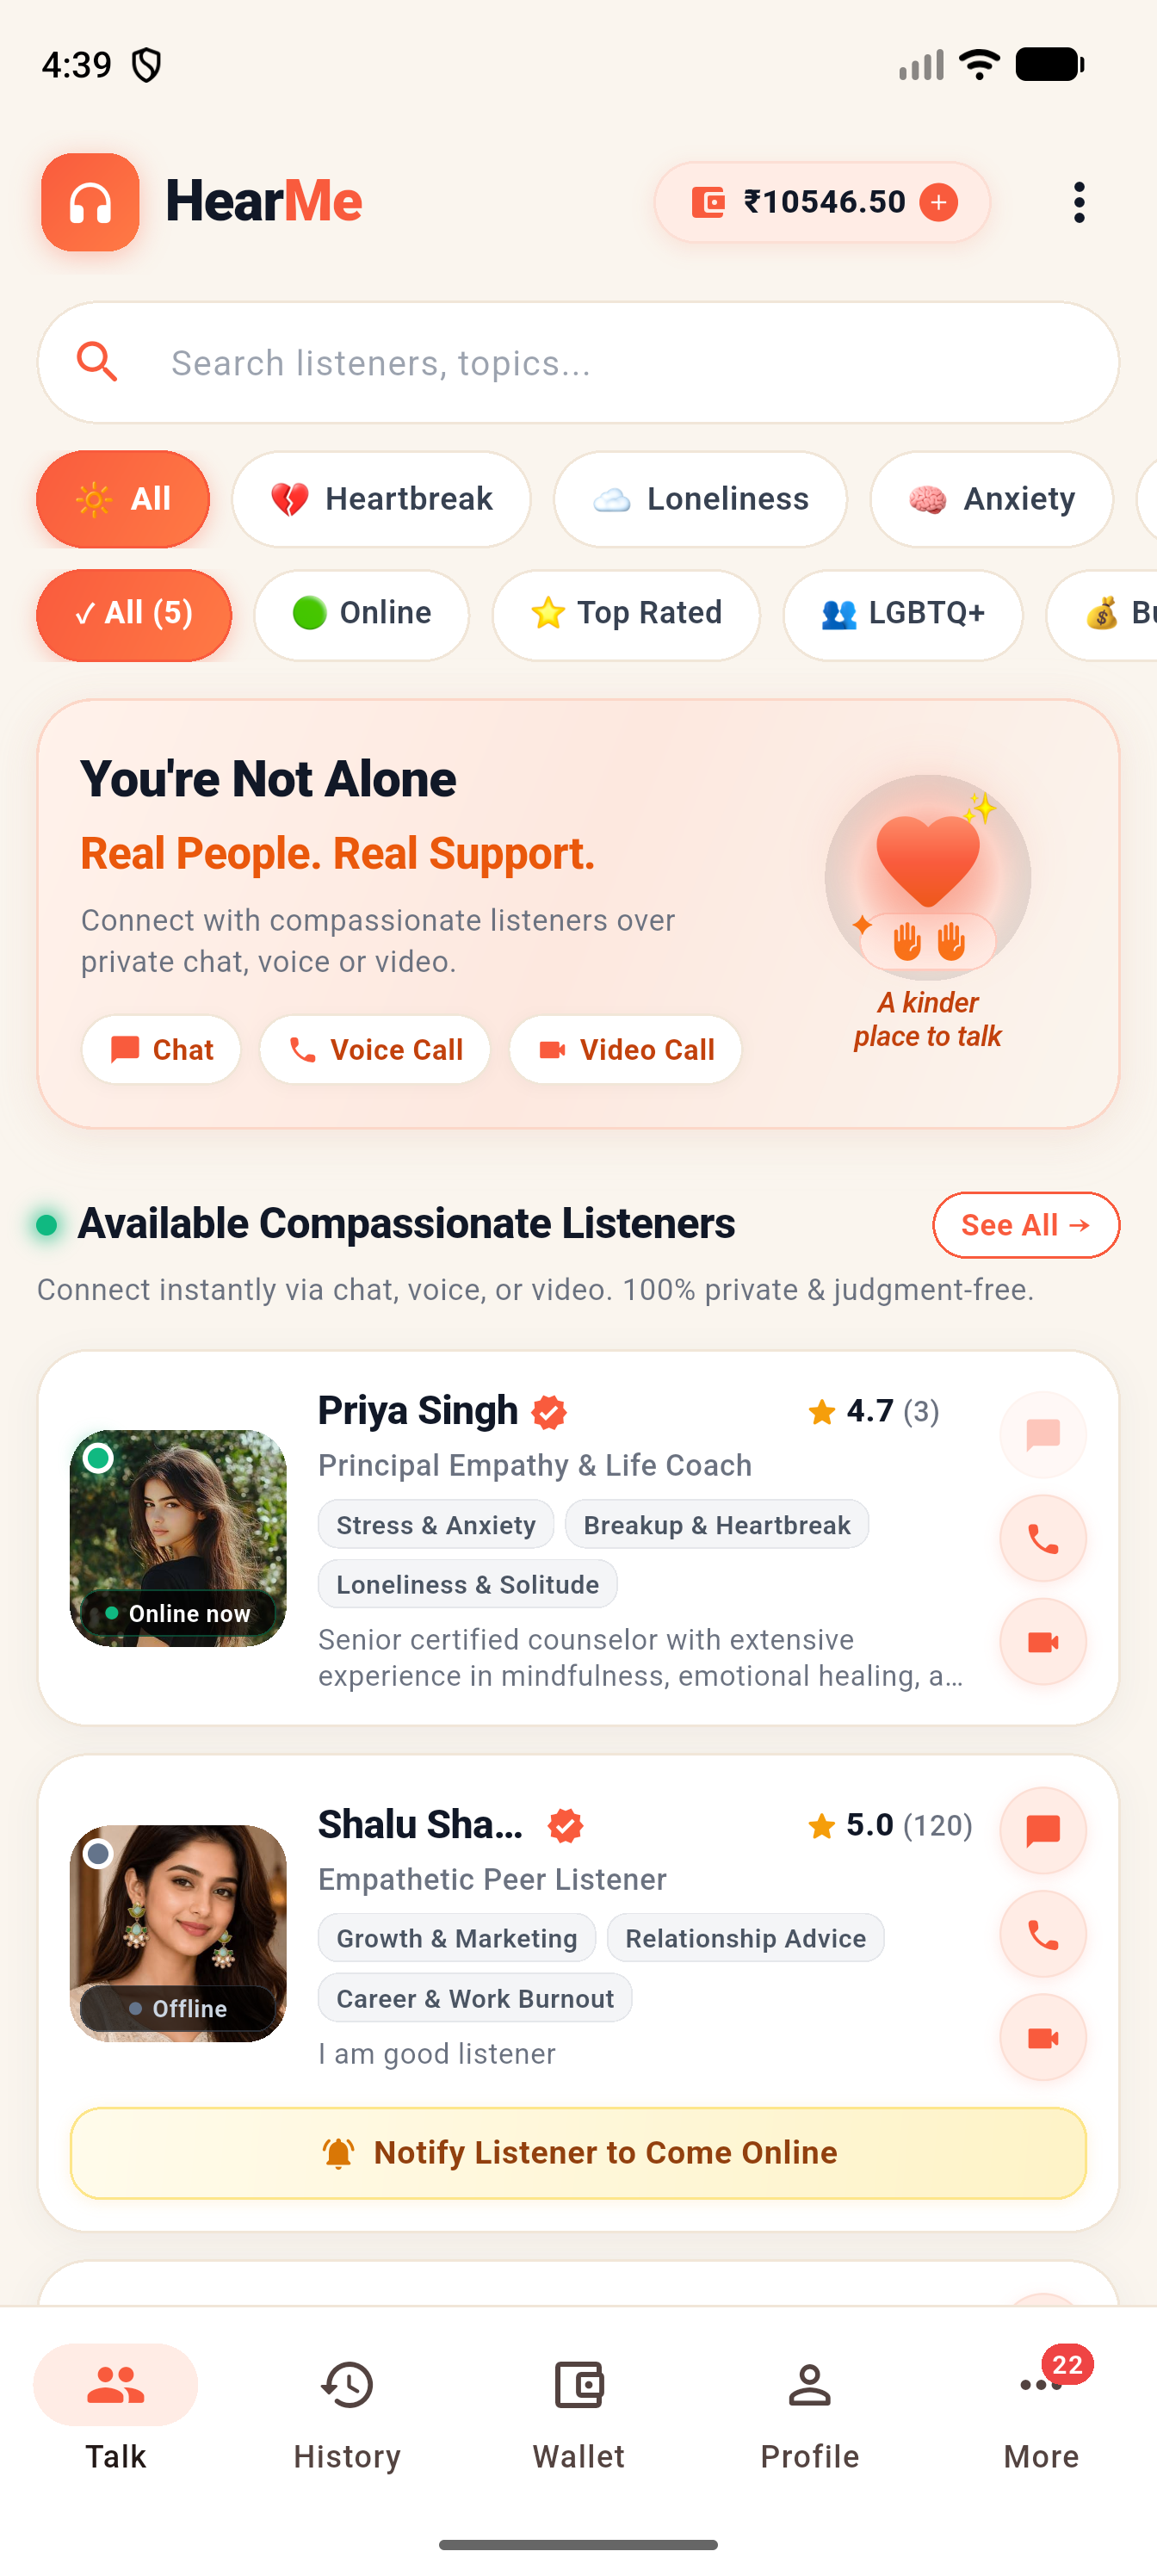 4:39
HearMe
₹10546.50
Search listeners, topics...
All
Heartbreak
Loneliness
Anxiety
✓ All (5)
Online
Top Rated
LGBTQ+
You're Not Alone
Real People. Real Support.
Connect with compassionate listeners over
private chat, voice or video.
Chat
Voice Call
Video Call
A kinder
place to talk
Available Compassionate Listeners
See All →
Connect instantly via chat, voice, or video. 100% private & judgment-free.
Priya Singh
4.7 (3)
Principal Empathy & Life Coach
Stress & Anxiety
Breakup & Heartbreak
Loneliness & Solitude
Online now
Senior certified counselor with extensive
experience in mindfulness, emotional healing, a...
Shalu Sha...
5.0 (120)
Empathetic Peer Listener
Growth & Marketing
Relationship Advice
Career & Work Burnout
Offline
I am good listener
Notify Listener to Come Online
22
Talk
History
Wallet
Profile
More